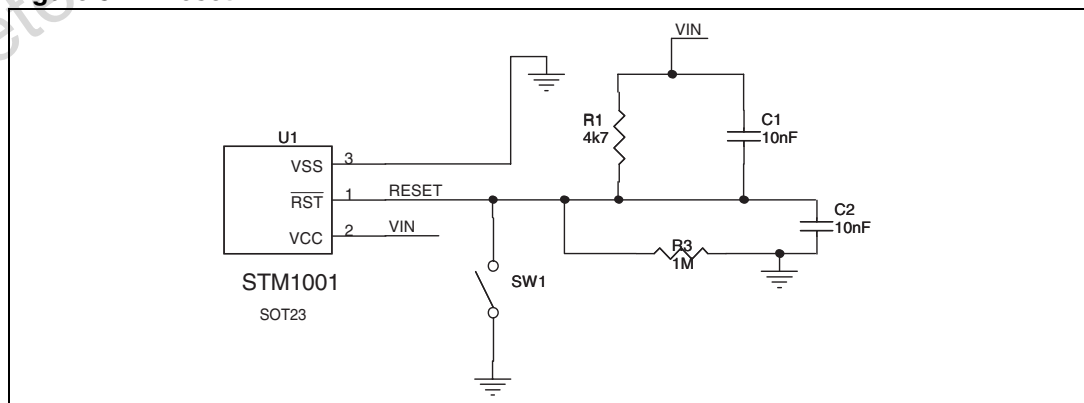 VIN
R1
4k7
C1
10nF
U1
VSS 3
RST 1 RESET
VCC 2 VIN
C2
10nF
R3
1M
SW1
STM1001
SOT23